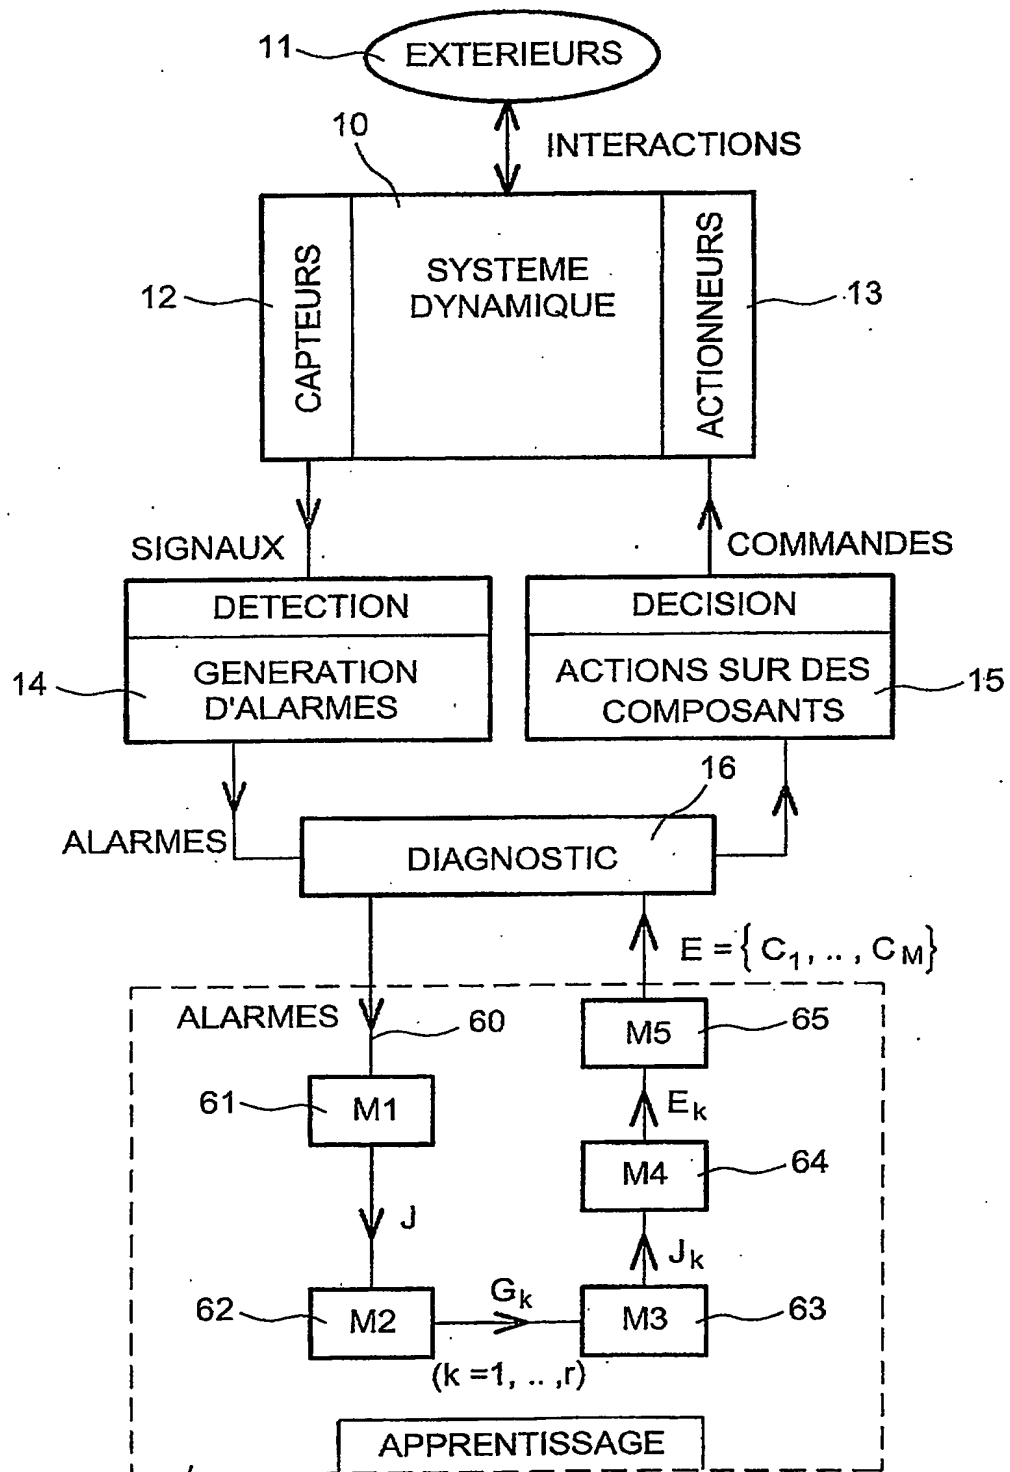 11
EXTERIEURS
10
INTERACTIONS
12
CAPTEURS
SYSTEME
DYNAMIQUE
ACTIONNEURS
13
SIGNAUX
COMMANDES
DETECTION
DECISION
14
GENERATION
D'ALARMES
ACTIONS SUR DES
COMPOSANTS
15
16
ALARMES
DIAGNOSTIC
E = { C1, .. , CM}
ALARMES
60
M5
65
61
M1
Ek
M4
64
J
Jk
62
M2
Gk
M3
63
(k =1, .. ,r)
APPRENTISSAGE